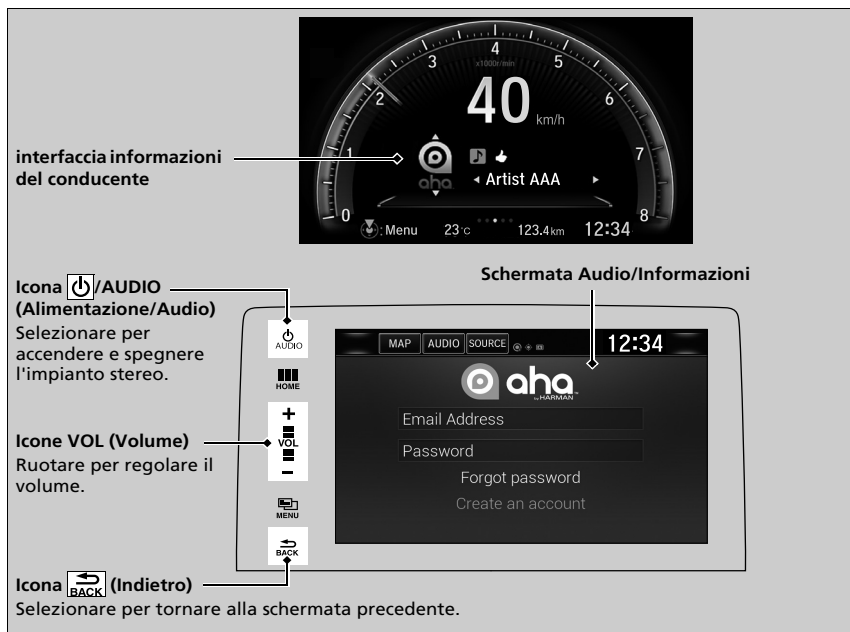 4
3
5
x1000r/min
2
40
km/h
6
interfaccia informazioni
del conducente
1
7
aha
Artist AAA
0
8
: Menu
23°C
123.4 km
12:34
Schermata Audio/Informazioni
Icona /AUDIO
(Alimentazione/Audio)
Selezionare per
accendere e spegnere
l'impianto stereo.
AUDIO
MAP
AUDIO
SOURCE
12:34
HOME
aha
by HARMAN
Email Address
+
VOL
−
Icone VOL (Volume)
Ruotare per regolare il
volume.
Password
Forgot password
Create an account
MENU
BACK
Icona BACK (Indietro)
Selezionare per tornare alla schermata precedente.